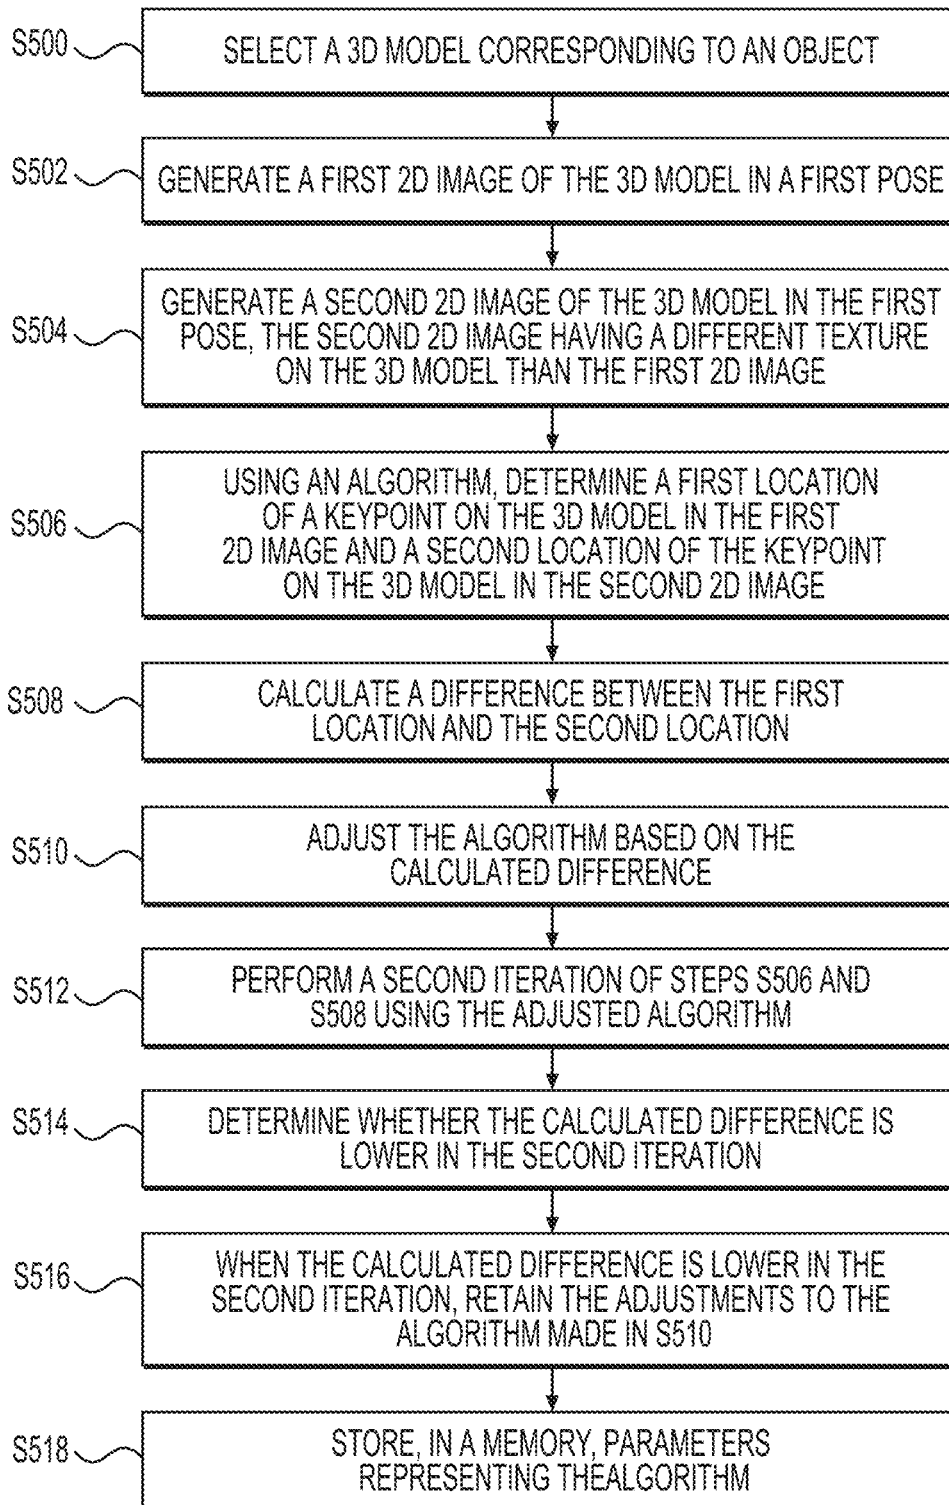 S500
SELECT A 3D MODEL CORRESPONDING TO AN OBJECT
S502
GENERATE A FIRST 2D IMAGE OF THE 3D MODEL IN A FIRST POSE
S504
GENERATE A SECOND 2D IMAGE OF THE 3D MODEL IN THE FIRST
POSE, THE SECOND 2D IMAGE HAVING A DIFFERENT TEXTURE
ON THE 3D MODEL THAN THE FIRST 2D IMAGE
S506
USING AN ALGORITHM, DETERMINE A FIRST LOCATION
OF A KEYPOINT ON THE 3D MODEL IN THE FIRST
2D IMAGE AND A SECOND LOCATION OF THE KEYPOINT
ON THE 3D MODEL IN THE SECOND 2D IMAGE
S508
CALCULATE A DIFFERENCE BETWEEN THE FIRST
LOCATION AND THE SECOND LOCATION
S510
ADJUST THE ALGORITHM BASED ON THE
CALCULATED DIFFERENCE
S512
PERFORM A SECOND ITERATION OF STEPS S506 AND
S508 USING THE ADJUSTED ALGORITHM
S514
DETERMINE WHETHER THE CALCULATED DIFFERENCE IS
LOWER IN THE SECOND ITERATION
S516
WHEN THE CALCULATED DIFFERENCE IS LOWER IN THE
SECOND ITERATION, RETAIN THE ADJUSTMENTS TO THE
ALGORITHM MADE IN S510
S518
STORE, IN A MEMORY, PARAMETERS
REPRESENTING THEALGORITHM